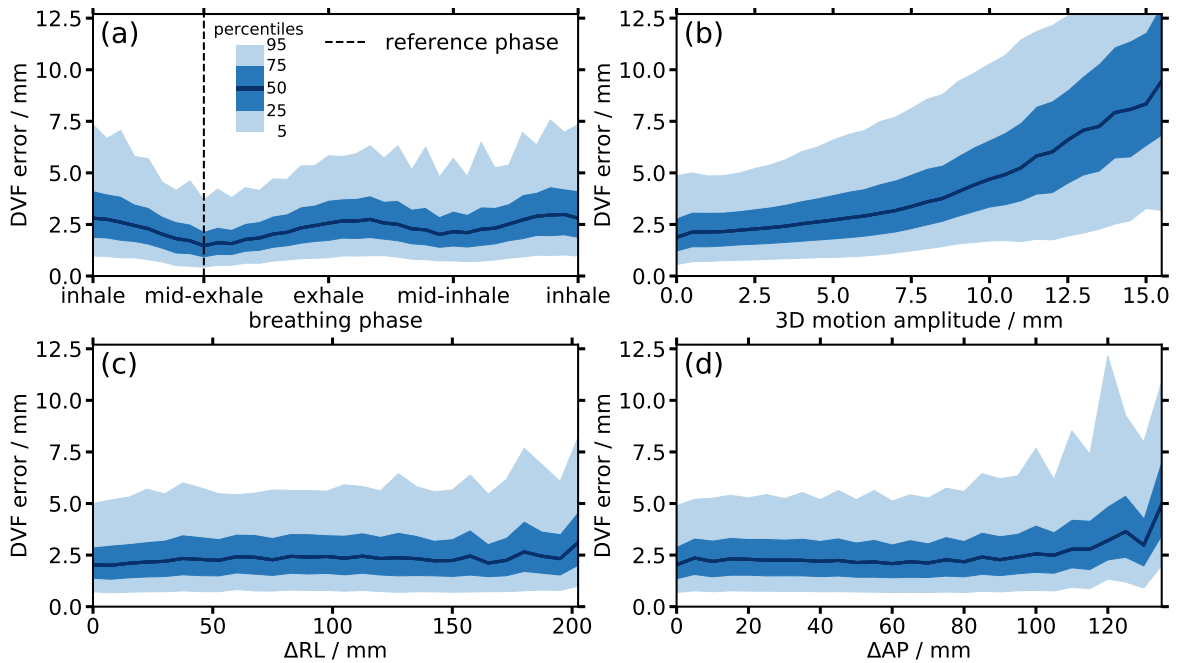 (a)
percentiles
95
75
50
25
5
reference phase
DVF error / mm
12.5
10.0
7.5
5.0
2.5
0.0
inhale mid-exhale exhale mid-inhale inhale
breathing phase
(b)
DVF error / mm
12.5
10.0
7.5
5.0
2.5
0.0
0.0 2.5 5.0 7.5 10.0 12.5 15.0
3D motion amplitude / mm
(c)
DVF error / mm
12.5
10.0
7.5
5.0
2.5
0.0
0 50 100 150 200
ΔRL / mm
(d)
DVF error / mm
12.5
10.0
7.5
5.0
2.5
0.0
0 20 40 60 80 100 120
ΔAP / mm